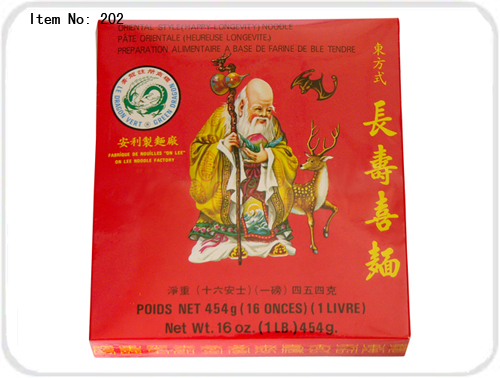 Item No: 202
ORIENTAL STYLE (HAPPI-LONGEVITY) NOODLE
PÂTE ORIENTALE (HEUREUSE LONGEVITE)
PREPARATION ALIMENTAIRE A BASE DE FARINE DE BLE TENDRE
LE DRAGON VERT * GREEN DRAGON
安利製麵廠
FABRIQUE DE NOUILLES "ON LEE"
ON LEE NOODLE FACTORY
東方式
長壽喜麵
淨重(十六安士)(一磅)四五四克
POIDS NET 454g (16 ONCES) (1 LIVRE)
Net Wt. 16 oz. (1 LB.) 454g.